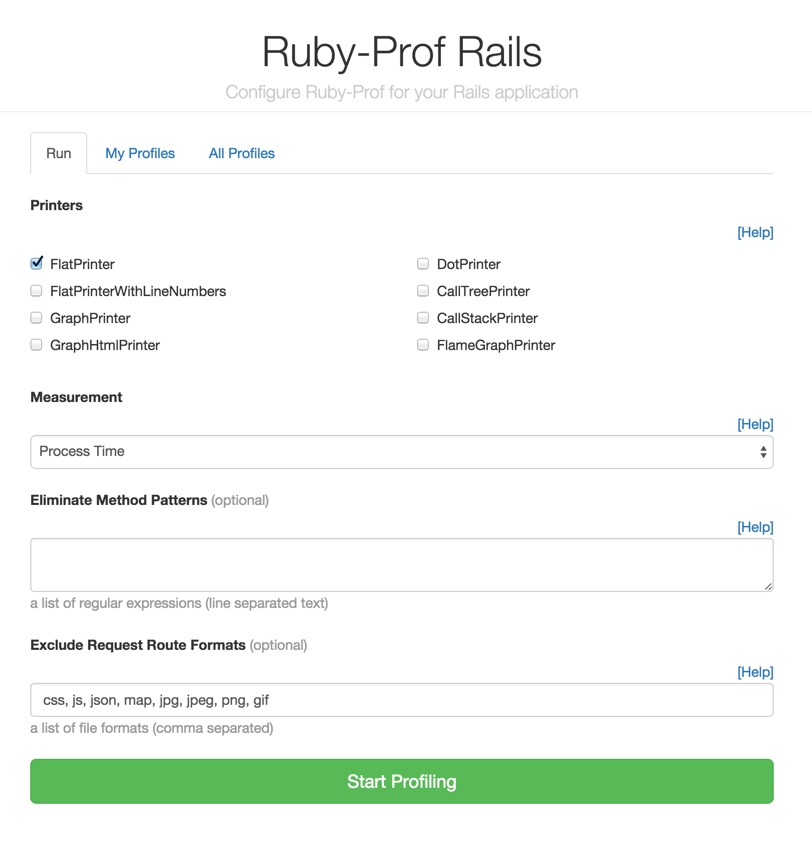 Ruby-Prof Rails
Configure Ruby-Prof for your Rails application
Run My Profiles All Profiles
Printers
[Help]
FlatPrinter DotPrinter
FlatPrinterWithLineNumbers CallTreePrinter
GraphPrinter CallStackPrinter
GraphHtmlPrinter FlameGraphPrinter
Measurement
[Help]
Process Time
Eliminate Method Patterns (optional)
[Help]
a list of regular expressions (line separated text)
Exclude Request Route Formats (optional)
[Help]
css, js, json, map, jpg, jpeg, png, gif
a list of file formats (comma separated)
Start Profiling